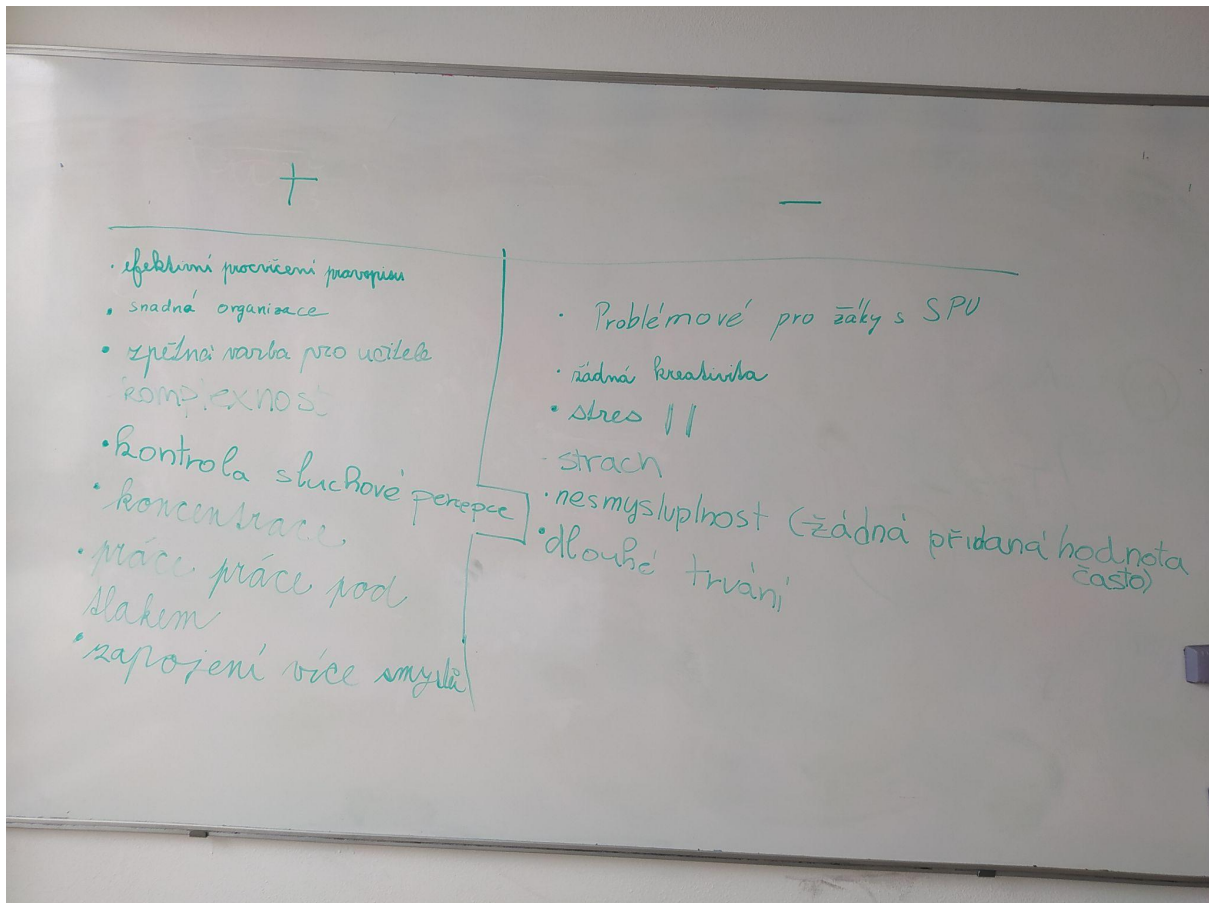 +
· efektivní procvičení pravopisu
· snadná organizace
· zpětná vazba pro učitele
komplexnost
· kontrola sluchové percepce
· koncentrace
· práce práce pod
tlakem
· zapojení více smyslů
−
· Problémové pro žáky s SPU
· žádná kreativita
· stres ||
- strach
· nesmysluplnost (žádná přidaná hodnota
často)
· dlouhé trvání